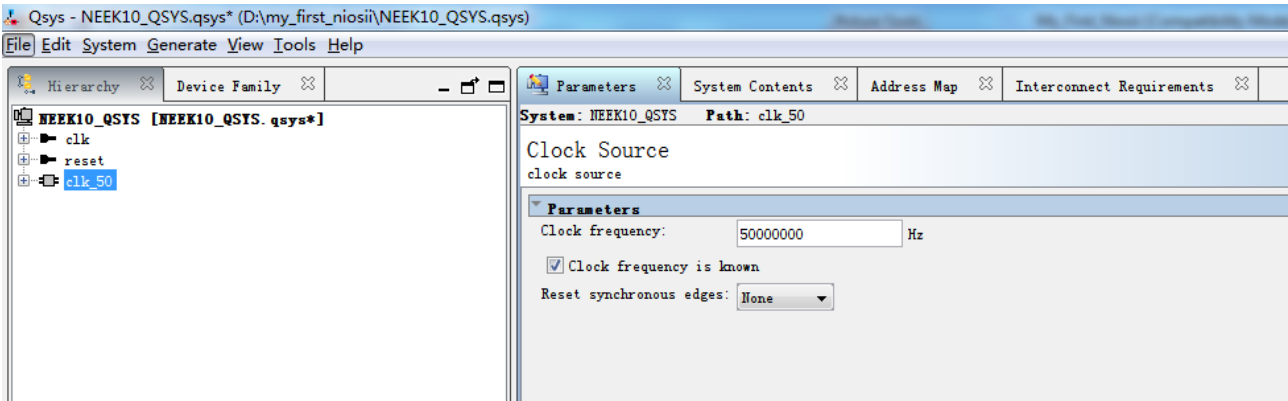 Qsys - NEEK10_QSYS.qsys* (D:\my_first_niosii\NEEK10_QSYS.qsys)
File Edit System Generate View Tools Help
Hierarchy Device Family
Parameters System Contents Address Map Interconnect Requirements
NEEK10_QSYS [NEEK10_QSYS.qsys*]
clk
reset
clk_50
System: NEEK10_QSYS Path: clk_50
Clock Source
clock source
Parameters
Clock frequency: 50000000 Hz
Clock frequency is known
Reset synchronous edges: None